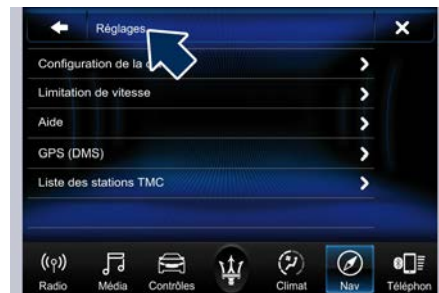 Réglages
Configuration de la
Limitation de vitesse
Aide
GPS (DMS)
Liste des stations TMC
Radio
Média
Contrôles
Climat
Nav
Téléphon